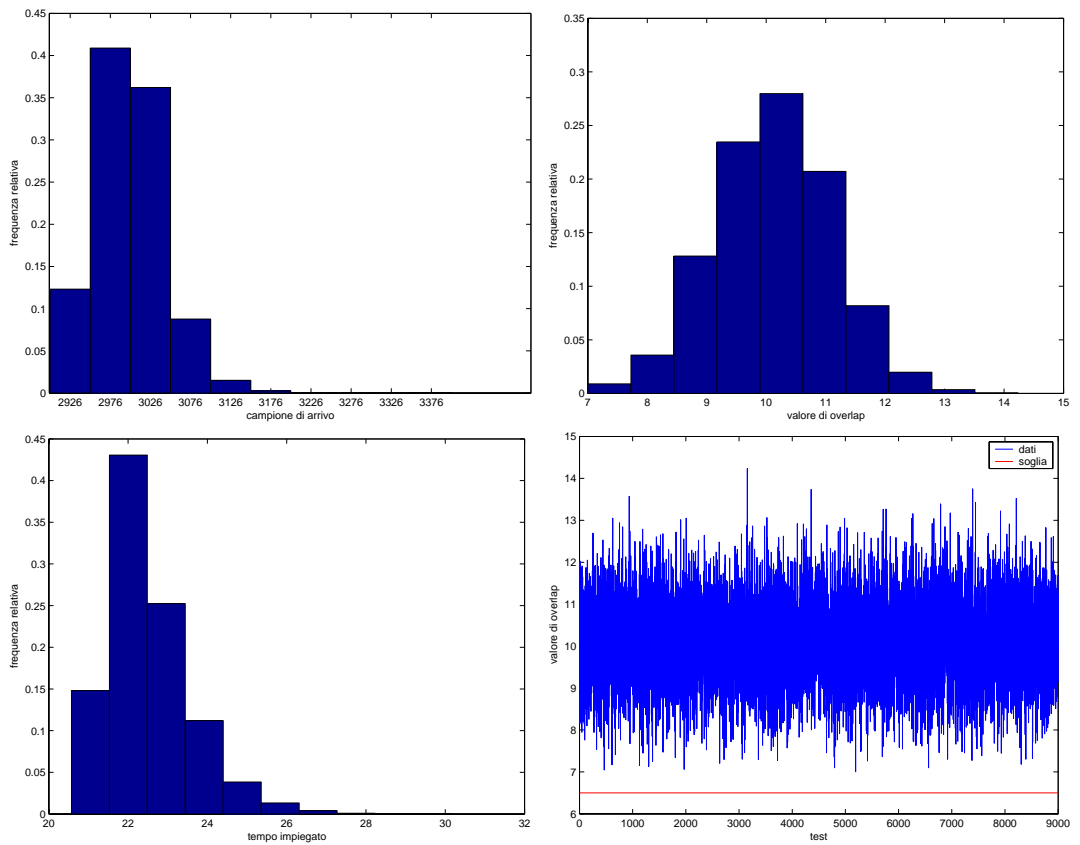 0.45
0.4
0.35
0.3
0.25
0.2
0.15
0.1
0.05
0
frequenza relativa
2926 2976 3026 3076 3126 3176 3226 3276 3326 3376
campione di arrivo
0.35
0.3
0.25
0.2
0.15
0.1
0.05
0
frequenza relativa
7 8 9 10 11 12 13 14 15
valore di overlap
0.45
0.4
0.35
0.3
0.25
0.2
0.15
0.1
0.05
0
frequenza relativa
20 22 24 26 28 30 32
tempo impiegato
15
14
13
12
11
10
9
8
7
6
valore di overlap
dati
soglia
0 1000 2000 3000 4000 5000 6000 7000 8000 9000
test